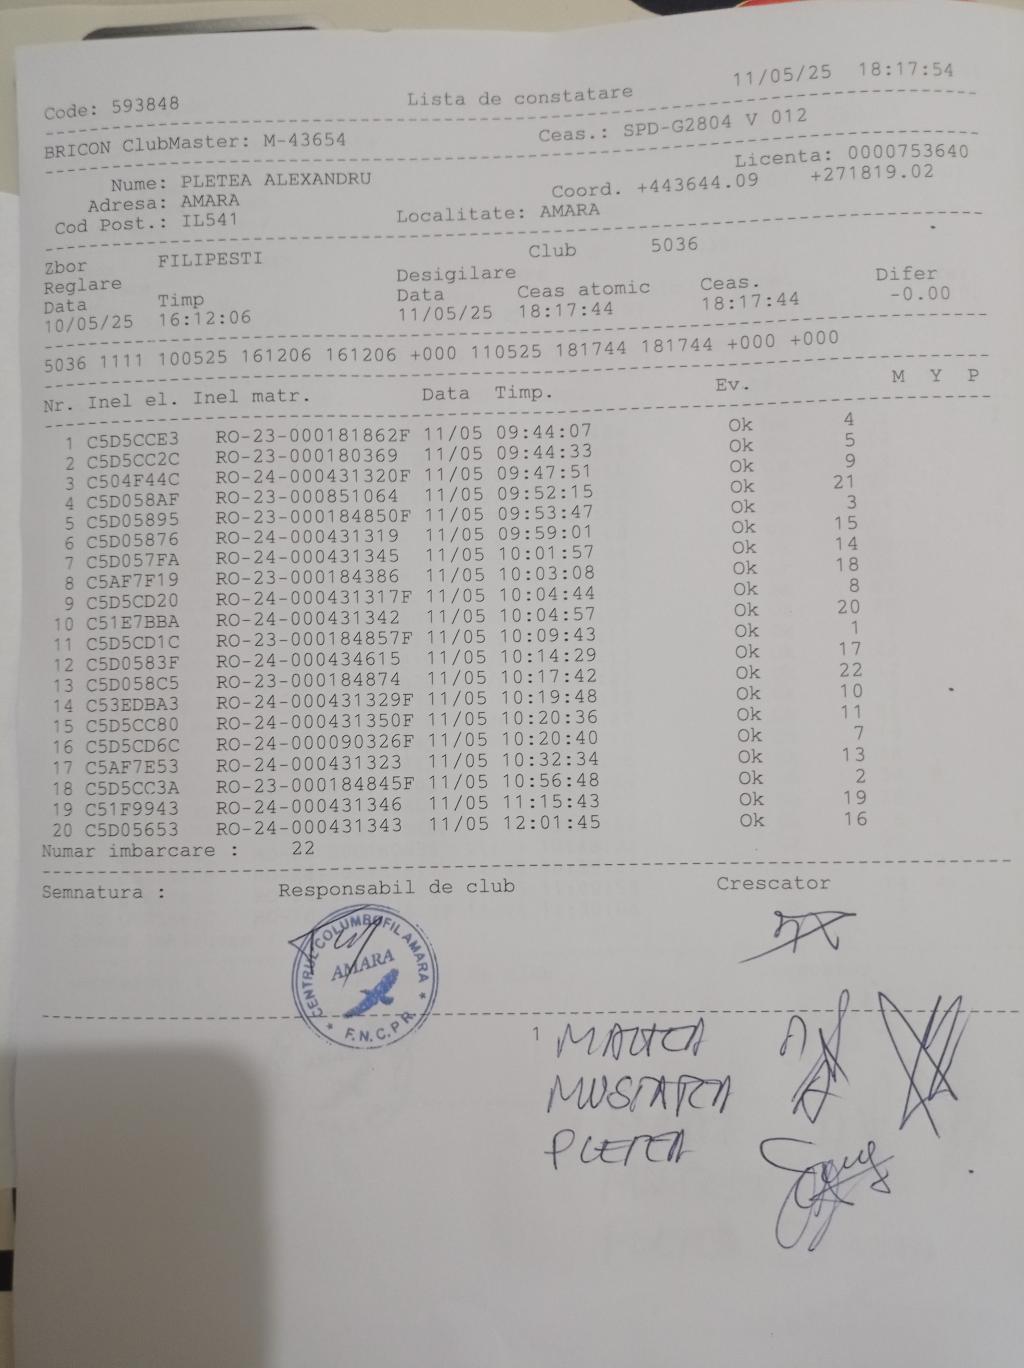 11/05/25 18:17:54
Code: 593848 Lista de constatare
BRICON ClubMaster: M-43654 Ceas.: SPD-G2804 V 012
Licenta: 0000753640
Nume: PLETEA ALEXANDRU Coord. +443644.09 +271819.02
Adresa: AMARA
Cod Post.: IL541 Localitate: AMARA
Zbor FILIPESTI Club 5036
Reglare Desigilare
Data Timp Data Ceas atomic Ceas. Difer
10/05/25 16:12:06 11/05/25 18:17:44 18:17:44 -0.00
5036 1111 100525 161206 161206 +000 110525 181744 181744 +000 +000
Nr. Inel el. Inel matr. Data Timp. Ev. M Y P
1 C5D5CCE3 RO-23-000181862F 11/05 09:44:07 Ok 4
2 C5D5CC2C RO-23-000180369 11/05 09:44:33 Ok 5
3 C504F44C RO-24-000431320F 11/05 09:47:51 Ok 9
4 C5D058AF RO-23-000851064 11/05 09:52:15 Ok 21
5 C5D05895 RO-23-000184850F 11/05 09:53:47 Ok 3
6 C5D05876 RO-24-000431319 11/05 09:59:01 Ok 15
7 C5D057FA RO-24-000431345 11/05 10:01:57 Ok 14
8 C5AF7F19 RO-23-000184386 11/05 10:03:08 Ok 18
9 C5D5CD20 RO-24-000431317F 11/05 10:04:44 Ok 8
10 C51E7BBA RO-24-000431342 11/05 10:04:57 Ok 20
11 C5D5CD1C RO-23-000184857F 11/05 10:09:43 Ok 1
12 C5D0583F RO-24-000434615 11/05 10:14:29 Ok 17
13 C5D058C5 RO-23-000184874 11/05 10:17:42 Ok 22
14 C53EDBA3 RO-24-000431329F 11/05 10:19:48 Ok 10
15 C5D5CC80 RO-24-000431350F 11/05 10:20:36 Ok 11
16 C5D5CD6C RO-24-000090326F 11/05 10:20:40 Ok 7
17 C5AF7E53 RO-24-000431323 11/05 10:32:34 Ok 13
18 C5D5CC3A RO-23-000184845F 11/05 10:56:48 Ok 2
19 C51F9943 RO-24-000431346 11/05 11:15:43 Ok 19
20 C5D05653 RO-24-000431343 11/05 12:01:45 Ok 16
Numar imbarcare : 22
Semnatura : Responsabil de club Crescator
CENTRUL COLUMBOFIL AMARA
AMARA
* F.N.C.P.R. *
1
MUSTATEA
PLETEA